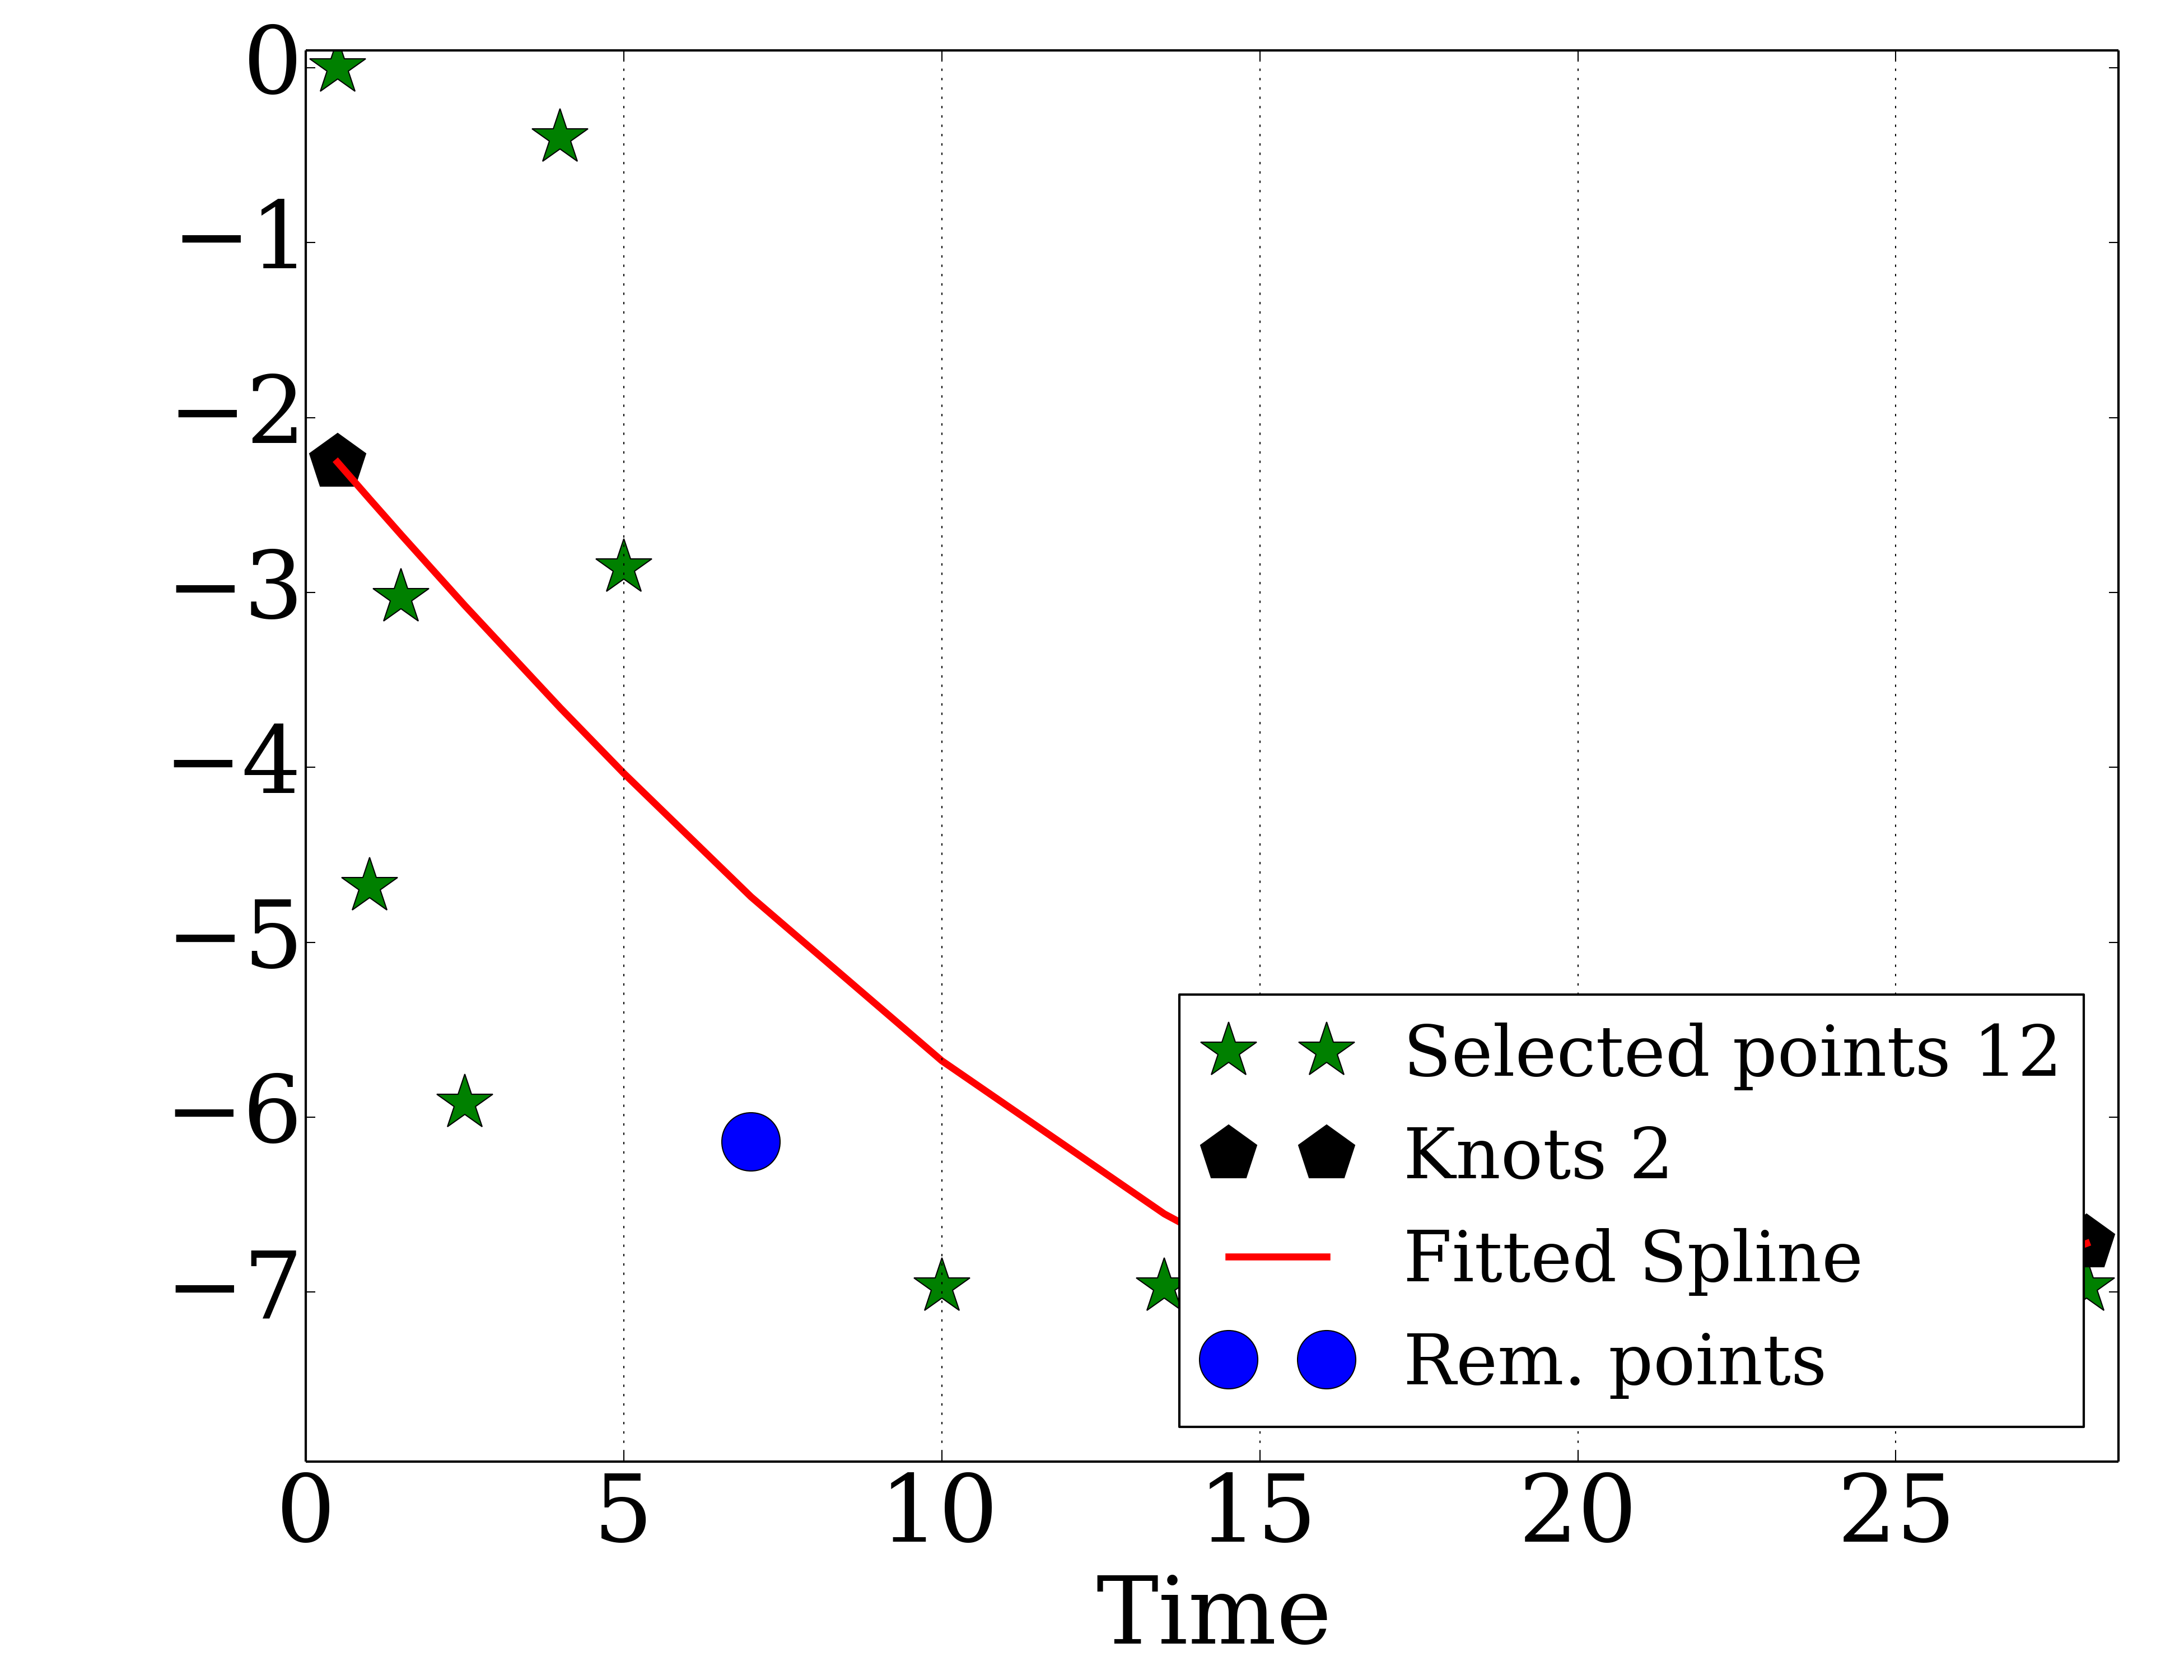 0
−1
−2
−3
−4
−5
−6
−7
Selected points 12
Knots 2
Fitted Spline
Rem. points
0 5 10 15 20 25
Time